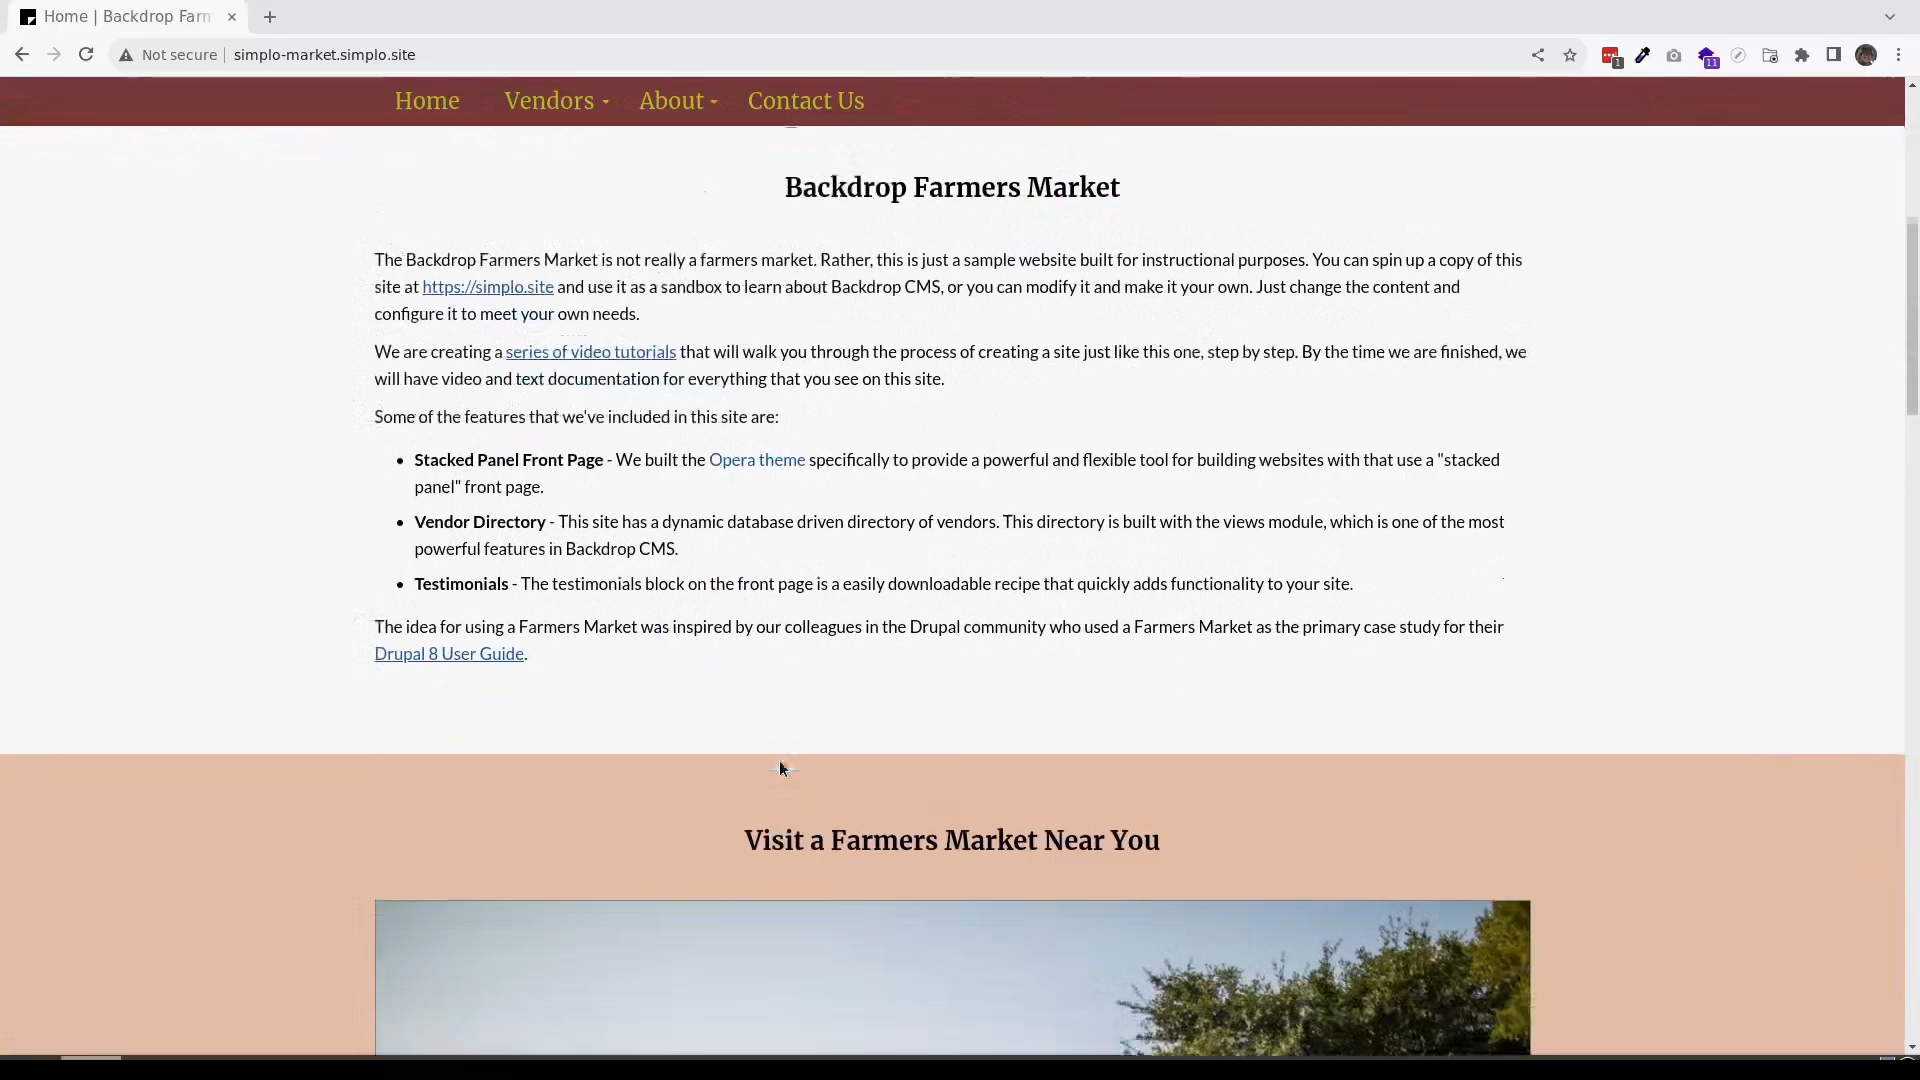 Home | Backdrop Farm
Not secure
simplo-market.simplo.site
1
11
Home Vendors About Contact Us
Backdrop Farmers Market
The Backdrop Farmers Market is not really a farmers market. Rather, this is just a sample website built for instructional purposes. You can spin up a copy of this
site at https://simplo.site and use it as a sandbox to learn about Backdrop CMS, or you can modify it and make it your own. Just change the content and
configure it to meet your own needs.
We are creating a series of video tutorials that will walk you through the process of creating a site just like this one, step by step. By the time we are finished, we
will have video and text documentation for everything that you see on this site.
Some of the features that we've included in this site are:
• Stacked Panel Front Page - We built the Opera theme specifically to provide a powerful and flexible tool for building websites with that use a "stacked
panel" front page.
• Vendor Directory - This site has a dynamic database driven directory of vendors. This directory is built with the views module, which is one of the most
powerful features in Backdrop CMS.
• Testimonials - The testimonials block on the front page is a easily downloadable recipe that quickly adds functionality to your site.
The idea for using a Farmers Market was inspired by our colleagues in the Drupal community who used a Farmers Market as the primary case study for their
Drupal 8 User Guide.
Visit a Farmers Market Near You